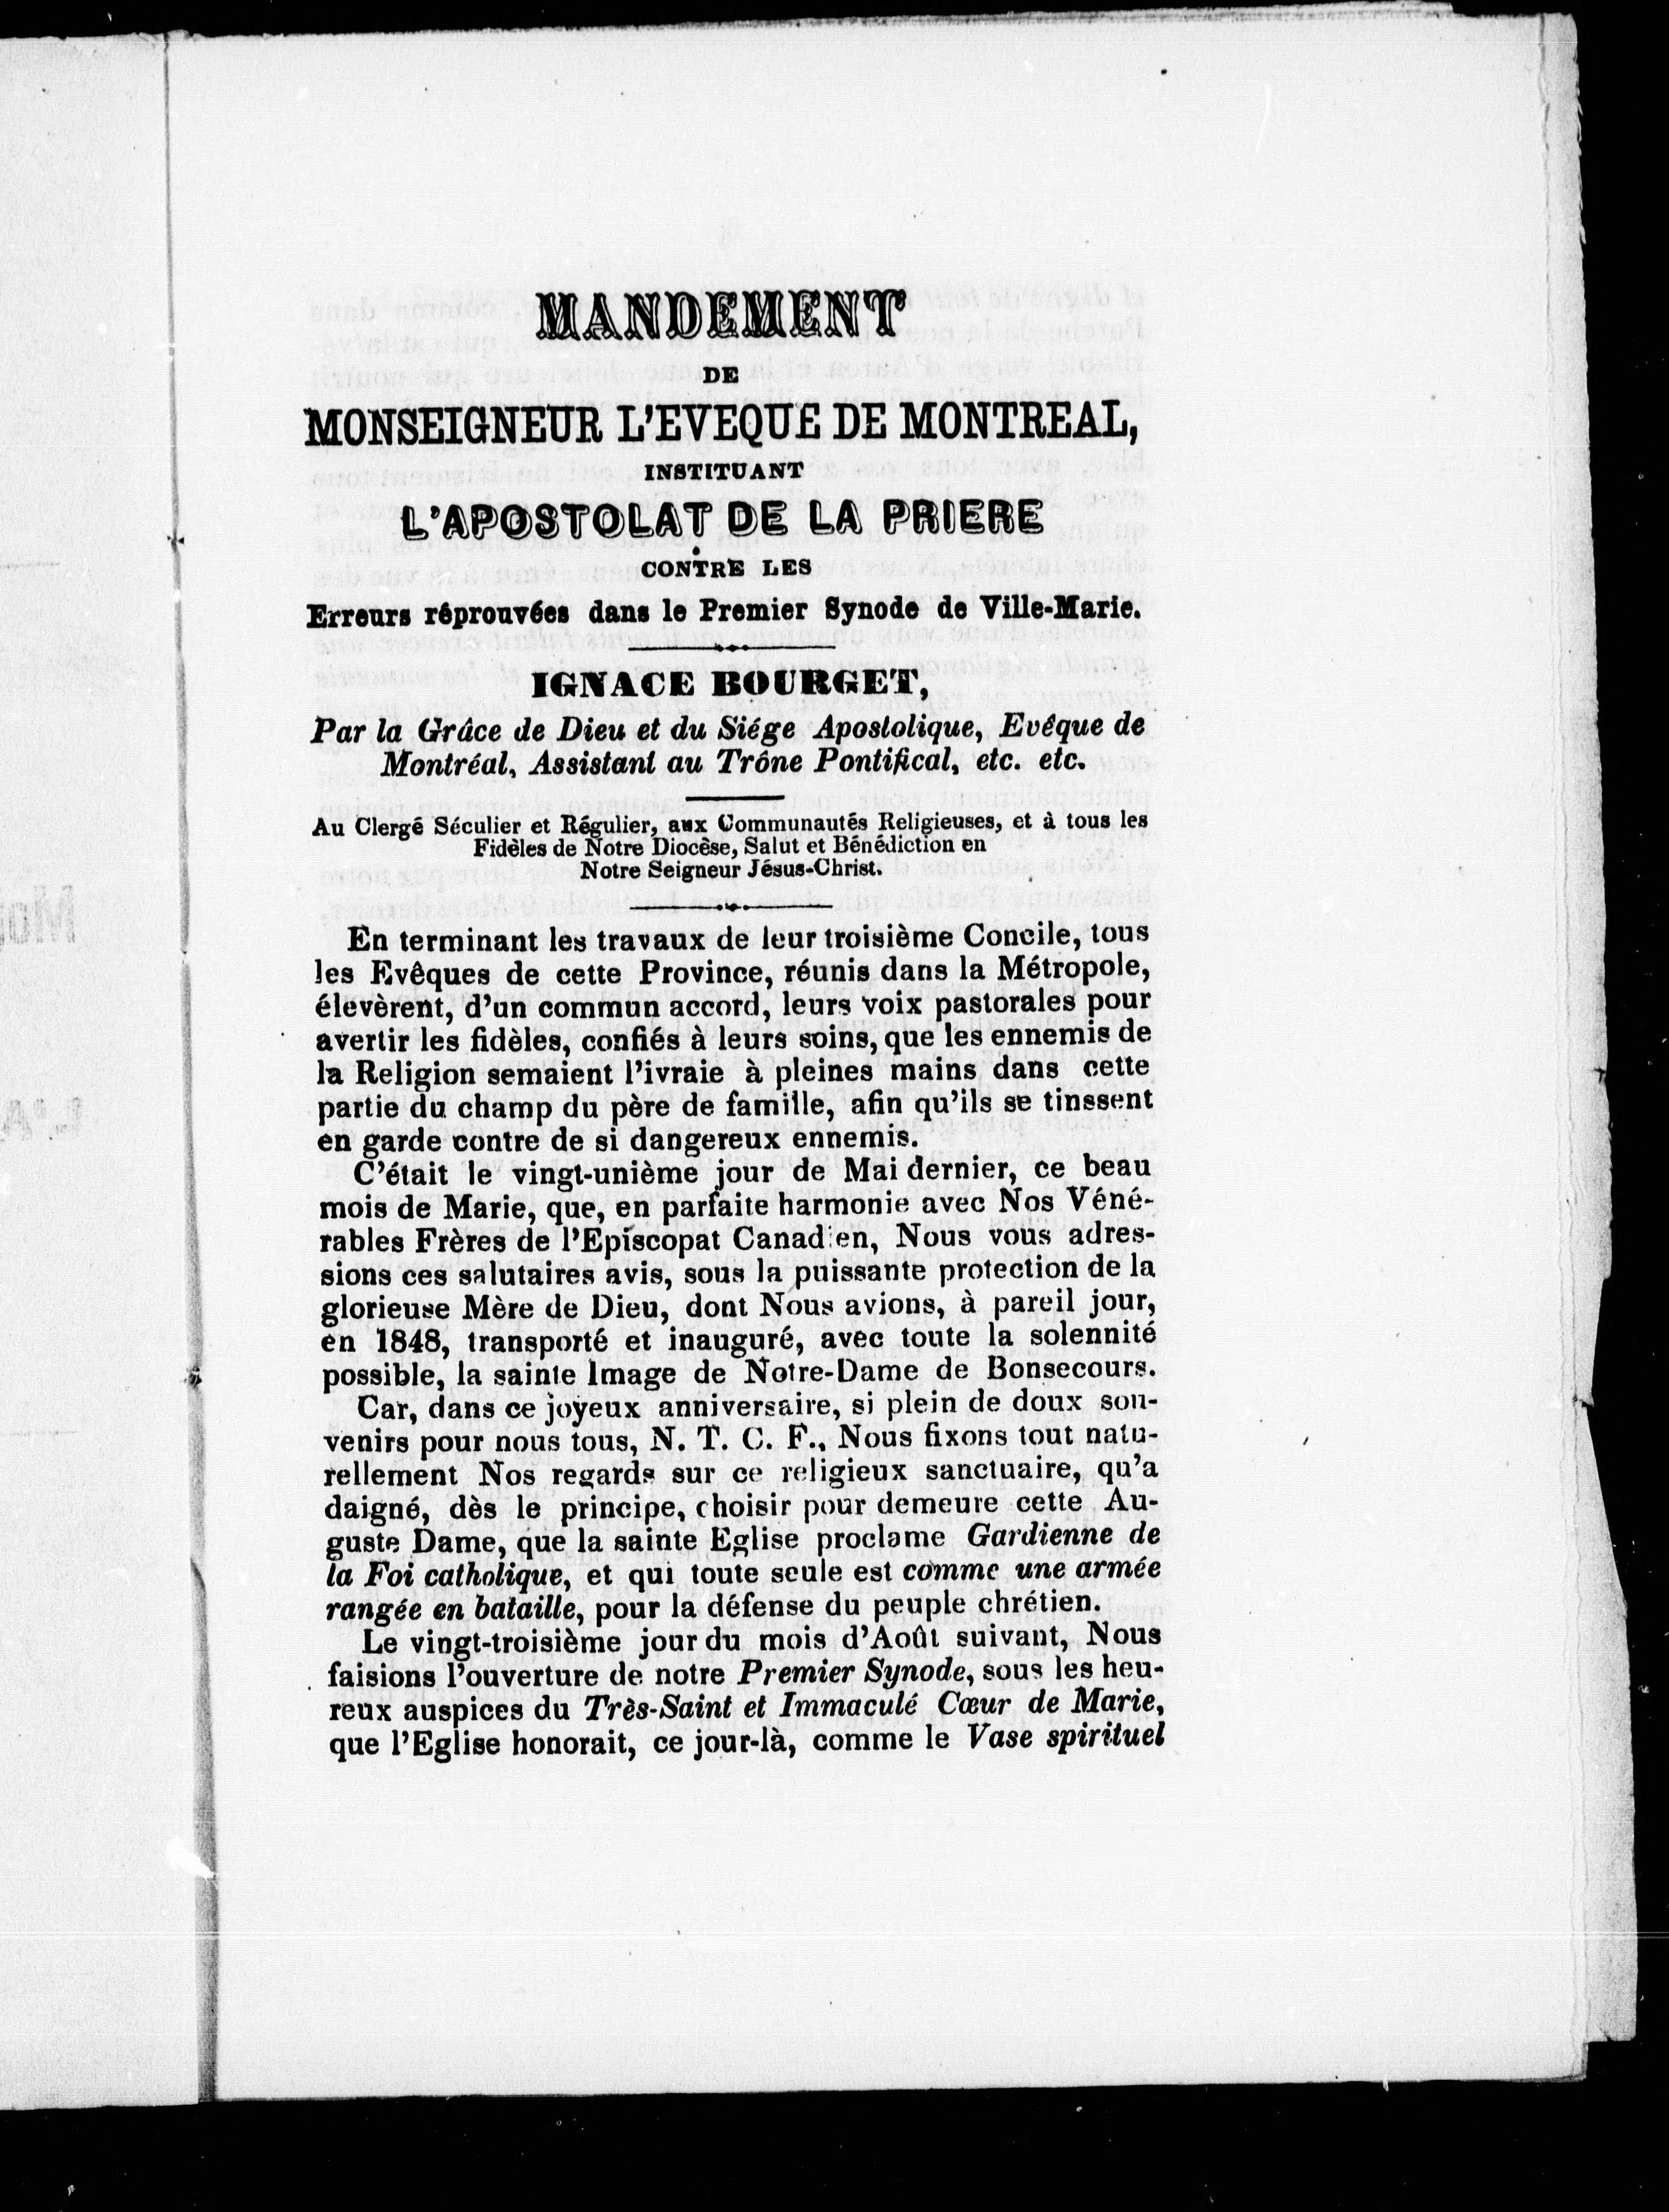 MANDEMENT
DE
MONSEIGNEUR L'EVEQUE DE MONTREAL,
INSTITUANT
L'APOSTOLAT DE LA PRIERE
CONTRE LES
Erreurs réprouvées dans le Premier Synode de Ville-Marie.
IGNACE BOURGET,
Par la Grâce de Dieu et du Siége Apostolique, Evêque de
Montréal, Assistant au Trône Pontifical, etc. etc.
Au Clergé Séculier et Régulier, aux Communautés Religieuses, et à tous les
Fidèles de Notre Diocèse, Salut et Bénédiction en
Notre Seigneur Jésus-Christ.
En terminant les travaux de leur troisième Concile, tous
les Evêques de cette Province, réunis dans la Métropole,
élevèrent, d'un commun accord, leurs voix pastorales pour
avertir les fidèles, confiés à leurs soins, que les ennemis de
la Religion semaient l'ivraie à pleines mains dans cette
partie du champ du père de famille, afin qu'ils se tinssent
en garde contre de si dangereux ennemis.
C'était le vingt-unième jour de Mai dernier, ce beau
mois de Marie, que, en parfaite harmonie avec Nos Véné-
rables Frères de l'Episcopat Canadien, Nous vous adres-
sions ces salutaires avis, sous la puissante protection de la
glorieuse Mère de Dieu, dont Nous avions, à pareil jour,
en 1848, transporté et inauguré, avec toute la solennité
possible, la sainte Image de Notre-Dame de Bonsecours.
Car, dans ce joyeux anniversaire, si plein de doux sou-
venirs pour nous tous, N. T. C. F., Nous fixons tout natu-
rellement Nos regards sur ce religieux sanctuaire, qu'a
daigné, dès le principe, choisir pour demeure cette Au-
guste Dame, que la sainte Eglise proclame Gardienne de
la Foi catholique, et qui toute seule est comme une armée
rangée en bataille, pour la défense du peuple chrétien.
Le vingt-troisième jour du mois d'Août suivant, Nous
faisions l'ouverture de notre Premier Synode, sous les heu-
reux auspices du Très-Saint et Immaculé Cœur de Marie,
que l'Eglise honorait, ce jour-là, comme le Vase spirituel